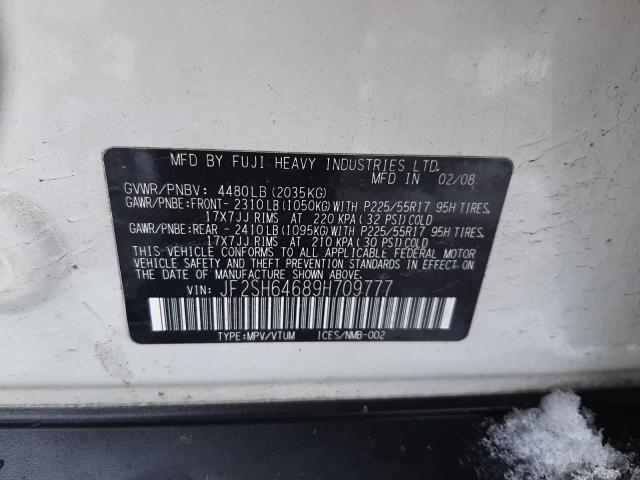 MFD BY FUJI HEAVY INDUSTRIES LTD.
MFD IN 02/08
GVWR/PNBV: 4480LB(2035KG)
GAWR/PNBE:FRONT- 2310LB(1050KG)WITH P225/55R17 95H TIRES,
17X7JJ RIMS AT 220 KPA(32 PSI)COLD
GAWR/PNBE:REAR - 2410LB(1095KG)WITH P225/55R17 95H TIRES,
17X7JJ RIMS AT 210 KPA(30 PSI)COLD
THIS VEHICLE CONFORMS TO ALL APPLICABLE FEDERAL MOTOR
VEHICLE SAFETY AND THEFT PREVENTION STANDARDS IN EFFECT
ON THE DATE OF MANUFACTURE SHOWN ABOVE.
VIN: JF2SH64689H709777
TYPE:MPV/VTUM ICES/NMB-002